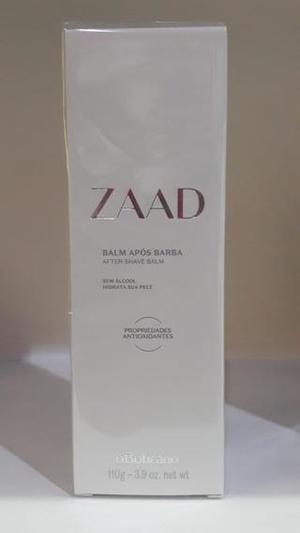 ZAAD
BALM APÓS BARBA
AFTER-SHAVE BALM
SEM ÁLCOOL
HIDRATA SUA PELE
PROPRIEDADES
ANTIOXIDANTES
oBoticário
110g – 3.9 oz. net wt